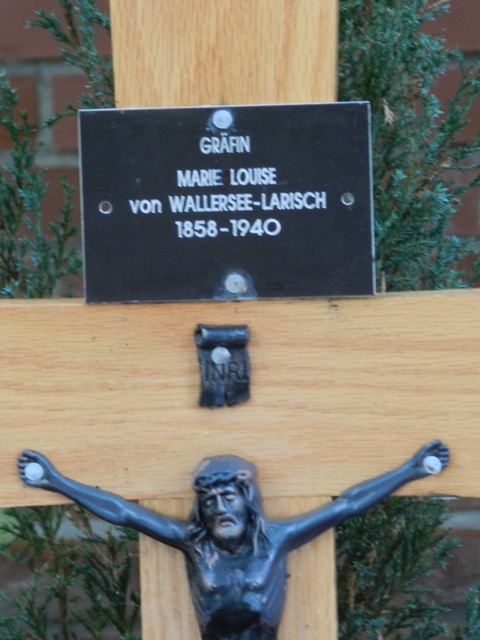 GRÄFIN
MARIE LOUISE
von WALLERSEE-LARISCH
1858-1940
INRI